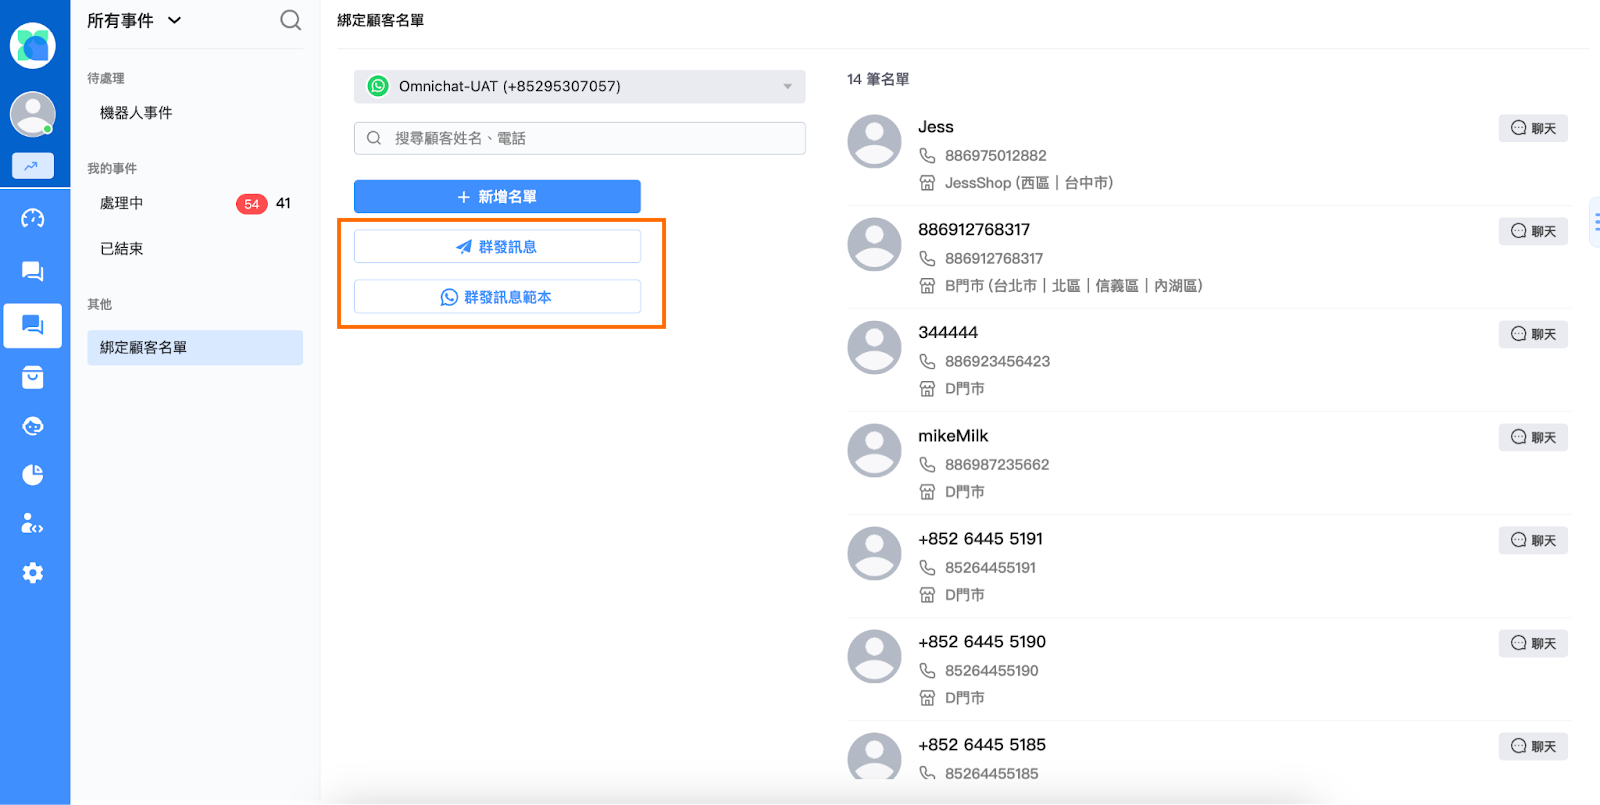 所有事件
待處理
機器人事件
我的事件
處理中 54 41
已結束
其他
綁定顧客名單
綁定顧客名單
Omnichat-UAT (+85295307057)
搜尋顧客姓名、電話
新增名單
群發訊息
群發訊息範本
14 筆名單
Jess
聊天
886975012882
JessShop (西區 | 台中市)
886912768317
聊天
886912768317
B門市 (台北市 | 北區 | 信義區 | 內湖區)
344444
聊天
886923456423
D門市
mikeMilk
聊天
886987235662
D門市
+852 6445 5191
聊天
85264455191
D門市
+852 6445 5190
聊天
85264455190
D門市
+852 6445 5185
聊天
85264455185